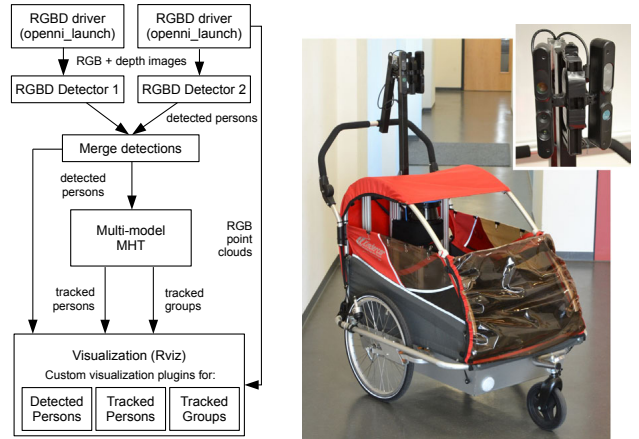 RGBD driver
(openni_launch)
RGBD driver
(openni_launch)
RGB + depth images
RGBD Detector 1
RGBD Detector 2
detected persons
Merge detections
detected
persons
Multi-model
MHT
RGB
point
clouds
tracked
persons
tracked
groups
Visualization (Rviz)
Custom visualization plugins for:
Detected
Persons
Tracked
Persons
Tracked
Groups